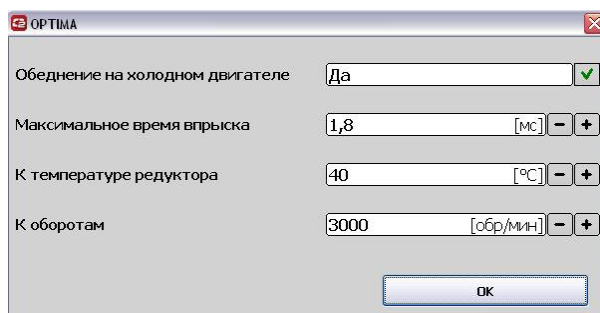 OPTIMA
Обеднение на холодном двигателе Да
Максимальное время впрыска 1,8 [мс] - +
К температуре редуктора 40 [°C] - +
К оборотам 3000 [обр/мин] - +
OK